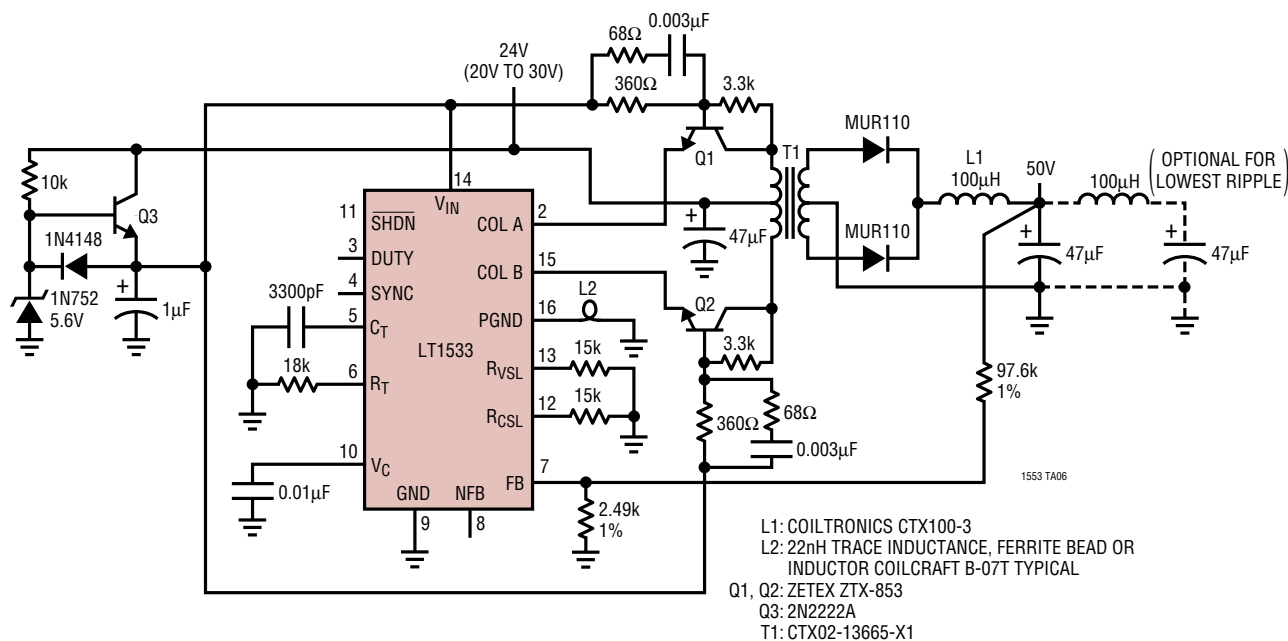 0.003µF
68Ω
24V
(20V TO 30V)
360Ω
3.3k
MUR110
L1
100µH
50V
100µH
(OPTIONAL FOR
LOWEST RIPPLE)
10k
Q3
Q1
T1
14
VIN
11
SHDN
COL A
2
1N4148
3
DUTY
47µF
MUR110
47µF
47µF
15
COL B
4
SYNC
L2
Q2
1N752
5.6V
1µF
3300pF
5
CT
PGND
16
LT1533
3.3k
18k
6
RT
RVSL
13
15k
97.6k
1%
RCSL
12
15k
360Ω
68Ω
0.003µF
10
VC
FB
7
1553 TA06
0.01µF
GND
NFB
9
8
2.49k
1%
L1: COILTRONICS CTX100-3
L2: 22nH TRACE INDUCTANCE, FERRITE BEAD OR
INDUCTOR COILCRAFT B-07T TYPICAL
Q1, Q2: ZETEX ZTX-853
Q3: 2N2222A
T1: CTX02-13665-X1